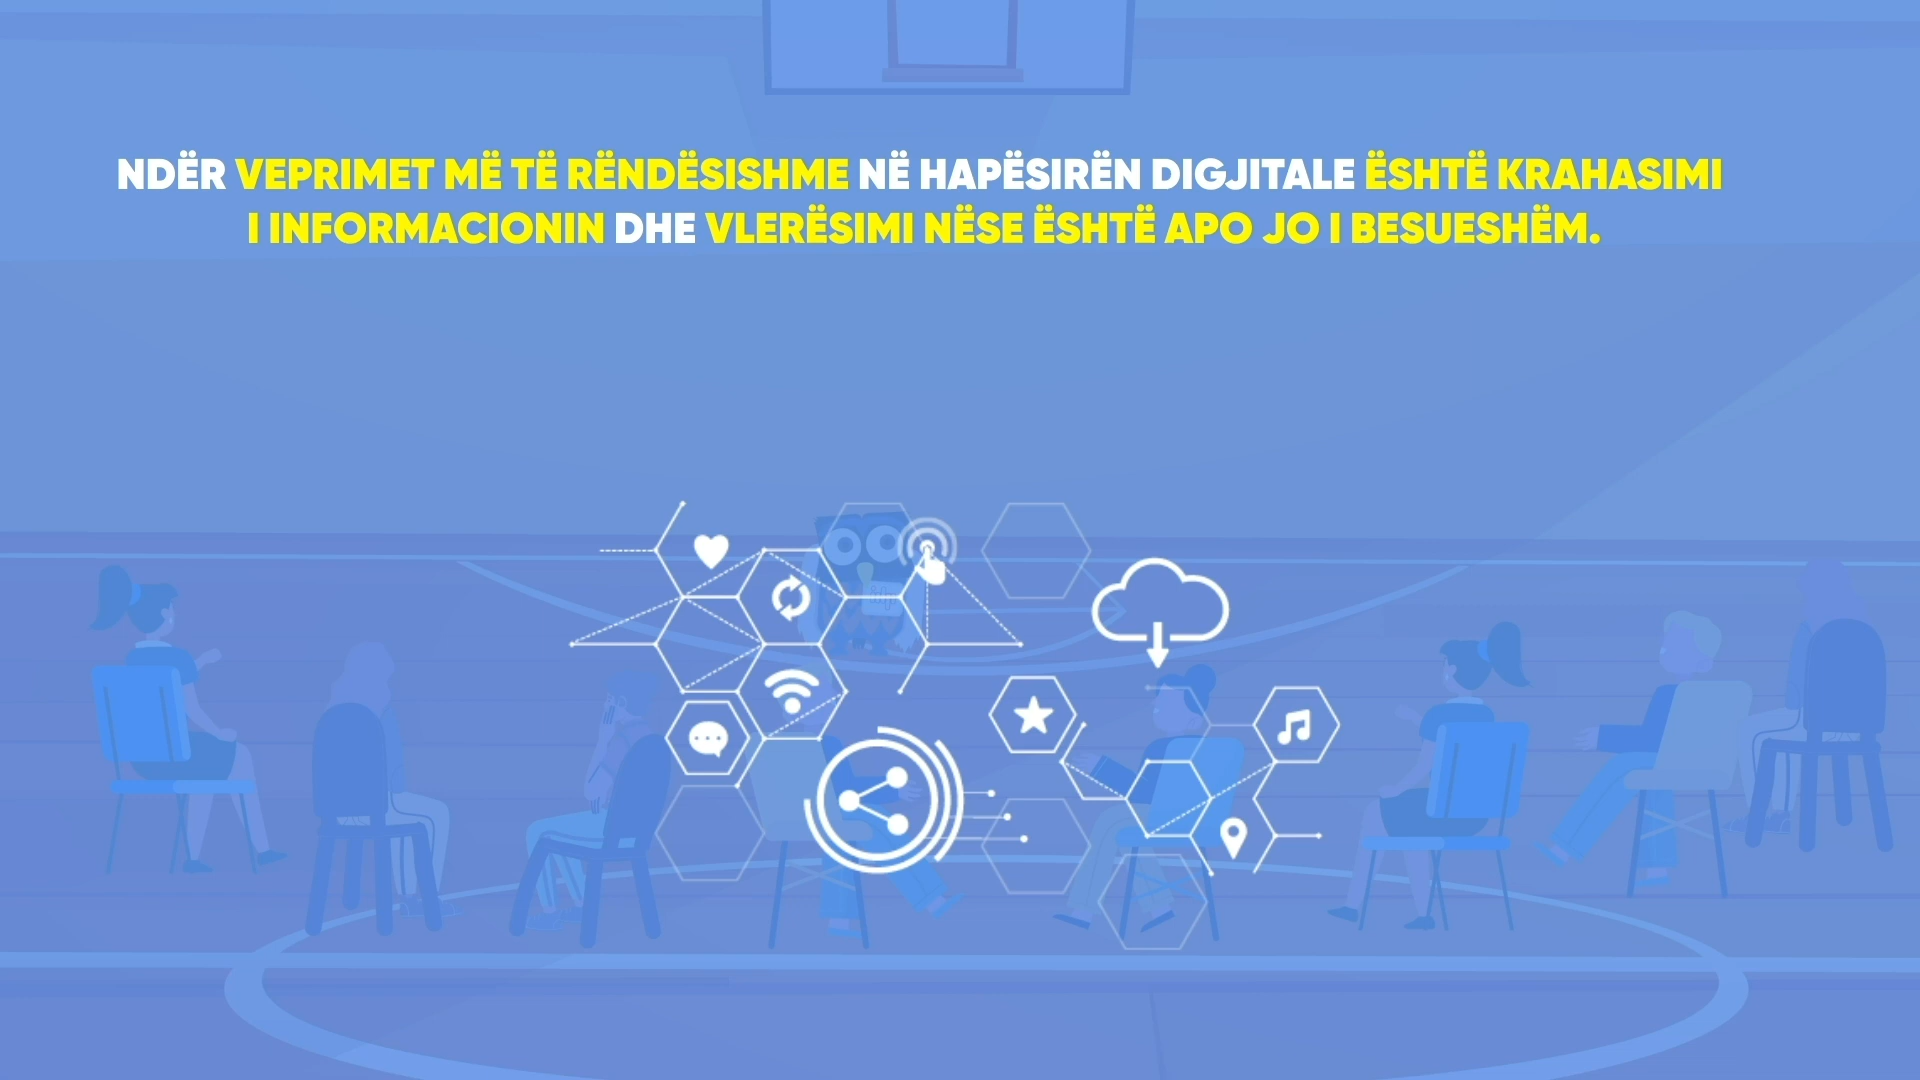 NDËR VEPRIMET MË TË RËNDËSISHME NË HAPËSIRËN DIGJITALE ËSHTË KRAHASIMI
I INFORMACIONIN DHE VLERËSIMI NËSE ËSHTË APO JO I BESUESHËM.